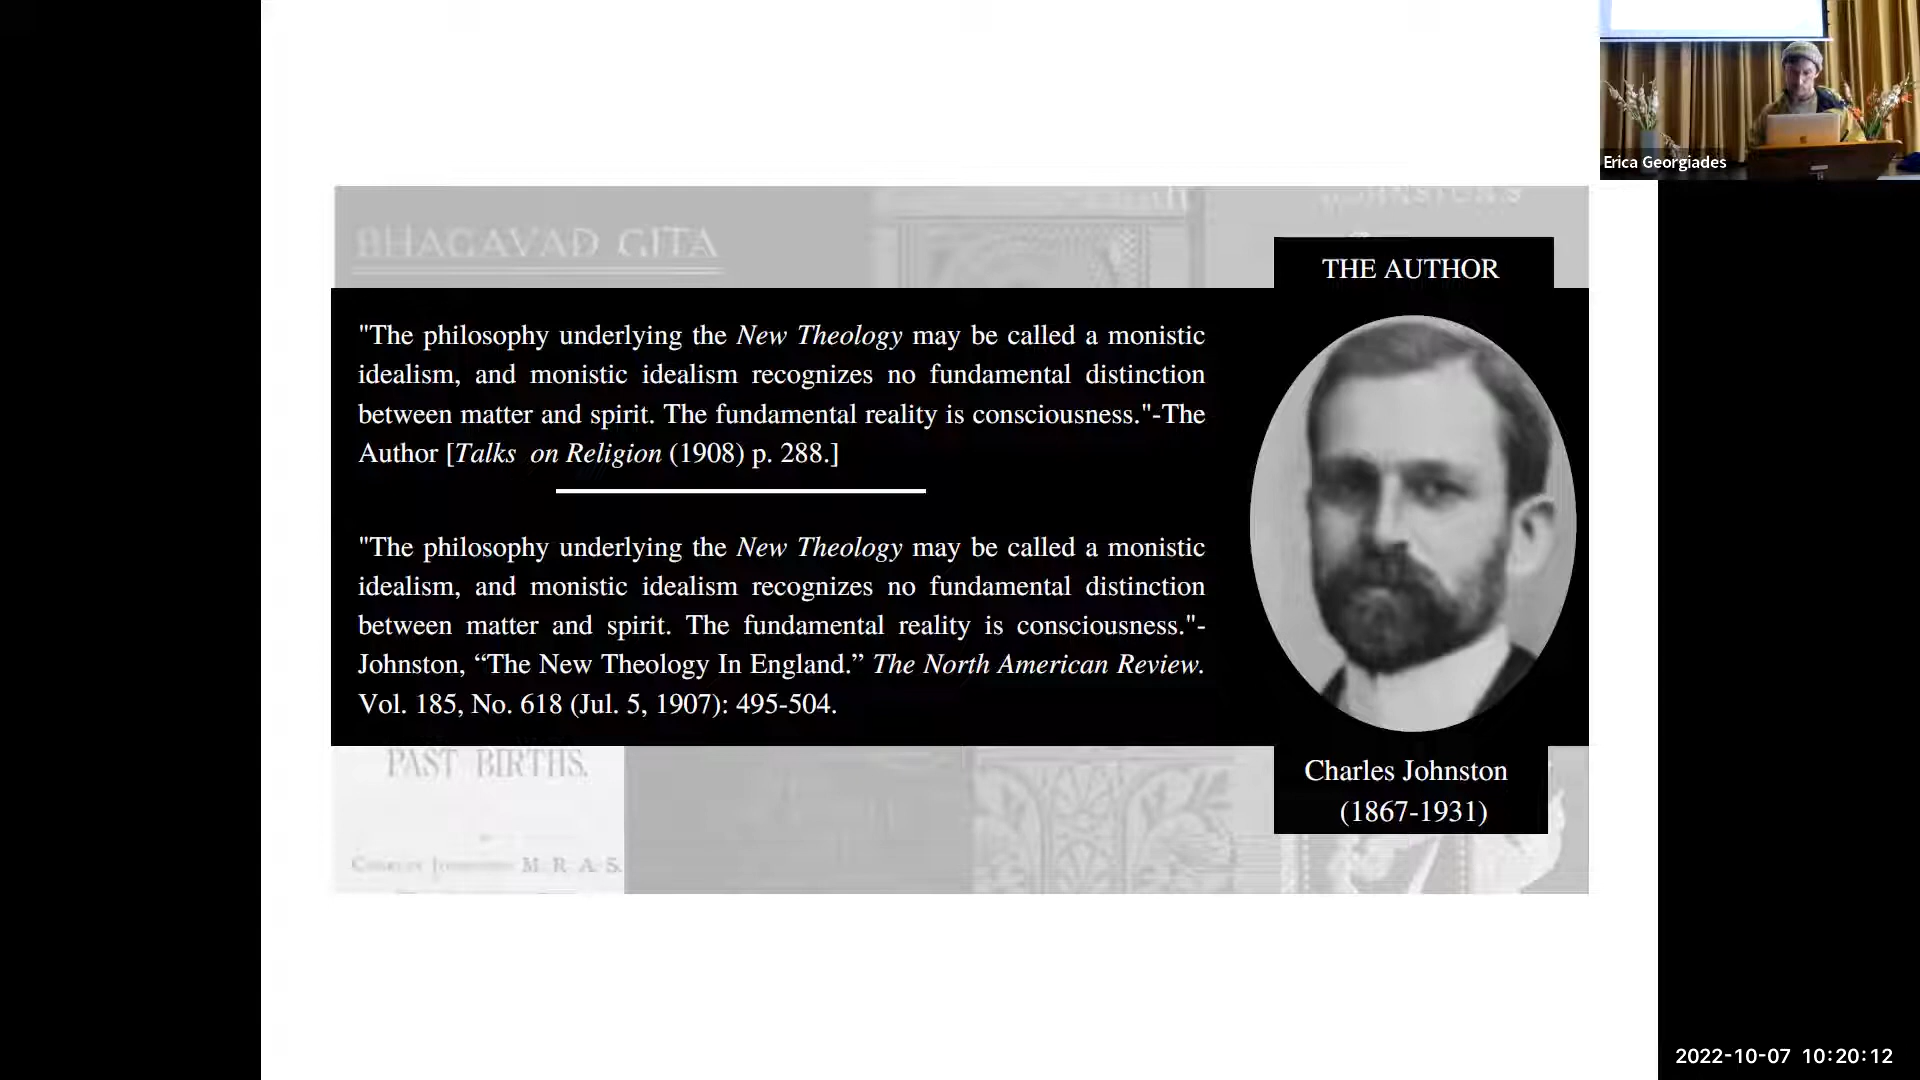 Erica Georgiades
BHAGAVAD GITA
THE AUTHOR
"The philosophy underlying the New Theology may be called a monistic
idealism, and monistic idealism recognizes no fundamental distinction
between matter and spirit. The fundamental reality is consciousness."-The
Author [Talks on Religion (1908) p. 288.]
"The philosophy underlying the New Theology may be called a monistic
idealism, and monistic idealism recognizes no fundamental distinction
between matter and spirit. The fundamental reality is consciousness."-
Johnston, “The New Theology In England.” The North American Review.
Vol. 185, No. 618 (Jul. 5, 1907): 495-504.
Charles Johnston
(1867-1931)
PAST BIRTHS.
M. R. A. S.
2022-10-07 10:20:12